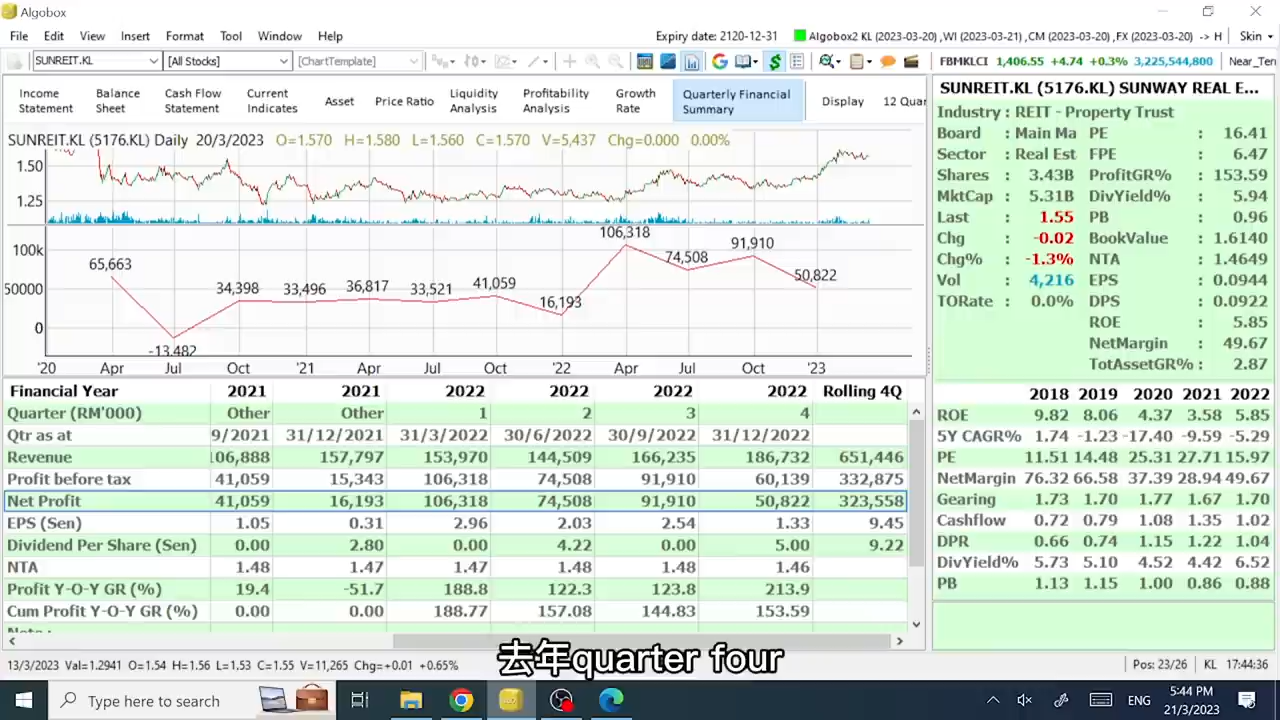 Algobox
File Edit View Insert Format Tool Window Help Expiry date: 2120-12-31 Algobox2 KL (2023-03-20) ,WI (2023-03-21) ,CM (2023-03-20) ,FX (2023-03-20) -> H Skin
SUNREIT.KL [All Stocks] [ChartTemplate] FBMKLCI 1,406.55 +4.74 +0.3% 3,225,544,800 Near_Ten
Income Statement
Balance Sheet
Cash Flow Statement
Current Indicates
Asset
Price Ratio
Liquidity Analysis
Profitability Analysis
Growth Rate
Quarterly Financial Summary
Display
12 Quar
SUNREIT.KL (5176.KL) Daily 20/3/2023 O=1.570 H=1.580 L=1.560 C=1.570 V=5,437 Chg=0.000 0.00%
1.50
1.25
100k
50000
0
65,663
-13,482
34,398
33,496
36,817
33,521
41,059
16,193
106,318
74,508
91,910
50,822
'20 Apr Jul Oct '21 Apr Jul Oct '22 Apr Jul Oct '23
Financial Year 2021 2021 2022 2022 2022 2022 Rolling 4Q
Quarter (RM'000) Other Other 1 2 3 4
Qtr as at 9/2021 31/12/2021 31/3/2022 30/6/2022 30/9/2022 31/12/2022
Revenue 106,888 157,797 153,970 144,509 166,235 186,732 651,446
Profit before tax 41,059 15,343 106,318 74,508 91,910 60,139 332,875
Net Profit 41,059 16,193 106,318 74,508 91,910 50,822 323,558
EPS (Sen) 1.05 0.31 2.96 2.03 2.54 1.33 9.45
Dividend Per Share (Sen) 0.00 2.80 0.00 4.22 0.00 5.00 9.22
NTA 1.48 1.47 1.47 1.48 1.48 1.46
Profit Y-O-Y GR (%) 19.4 -51.7 188.8 122.3 123.8 213.9
Cum Profit Y-O-Y GR (%) 0.00 0.00 188.77 157.08 144.83 153.59
SUNREIT.KL (5176.KL) SUNWAY REAL E...
Industry : REIT - Property Trust
Board : Main Ma PE : 16.41
Sector : Real Est FPE : 6.47
Shares : 3.43B ProfitGR% : 153.59
MktCap : 5.31B DivYield% : 5.94
Last : 1.55 PB : 0.96
Chg : -0.02 BookValue : 1.6140
Chg% : -1.3% NTA : 1.4649
Vol : 4,216 EPS : 0.0944
TORate : 0.0% DPS : 0.0922
ROE : 5.85
NetMargin : 49.67
TotAssetGR% : 2.87
2018 2019 2020 2021 2022
ROE 9.82 8.06 4.37 3.58 5.85
5Y CAGR% 1.74 -1.23 -17.40 -9.59 -5.29
PE 11.51 14.48 25.31 27.71 15.97
NetMargin 76.32 66.58 37.39 28.94 49.67
Gearing 1.73 1.70 1.77 1.67 1.70
Cashflow 0.72 0.79 1.08 1.35 1.02
DPR 0.66 0.74 1.15 1.22 1.04
DivYield% 5.73 5.10 4.52 4.42 6.52
PB 1.13 1.15 1.00 0.86 0.88
去年quarter four
13/3/2023 Val=1.2941 O=1.54 H=1.56 L=1.53 C=1.55 V=11,265 Chg=+0.01 +0.65% Pos: 23/26 KL 17:44:36
Type here to search ENG 5:44 PM
21/3/2023